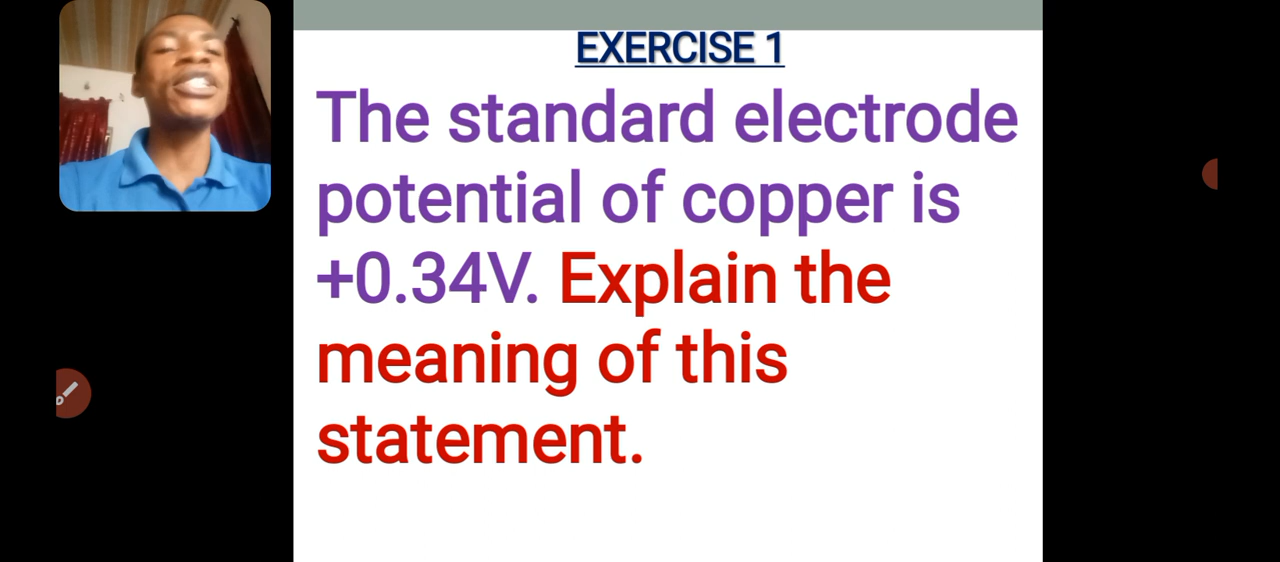 EXERCISE 1
The standard electrode
potential of copper is
+0.34V. Explain the
meaning of this
statement.